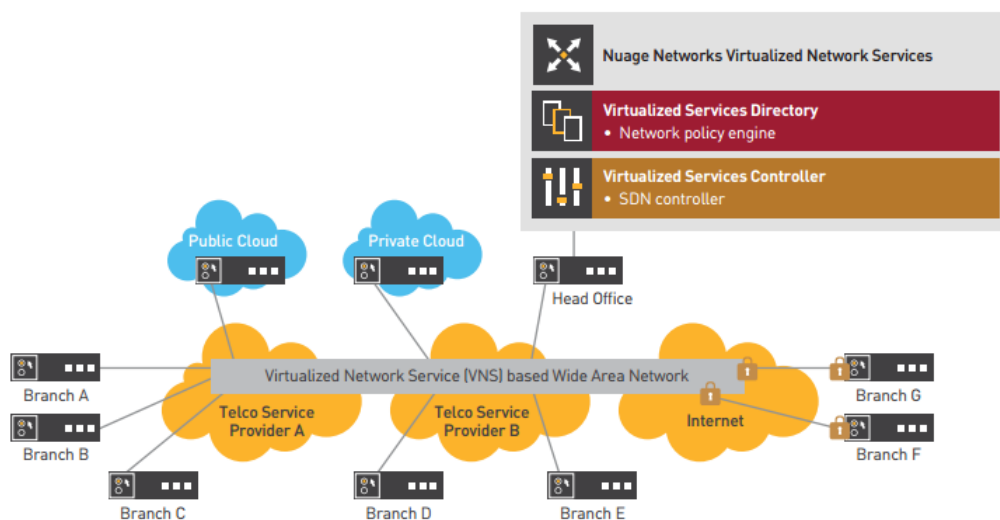 Nuage Networks Virtualized Network Services
Virtualized Services Directory
• Network policy engine
Virtualized Services Controller
• SDN controller
Public Cloud
Private Cloud
Head Office
Virtualized Network Service (VNS) based Wide Area Network
Branch A
Branch G
Telco Service
Provider A
Telco Service
Provider B
Internet
Branch B
Branch F
Branch C
Branch D
Branch E